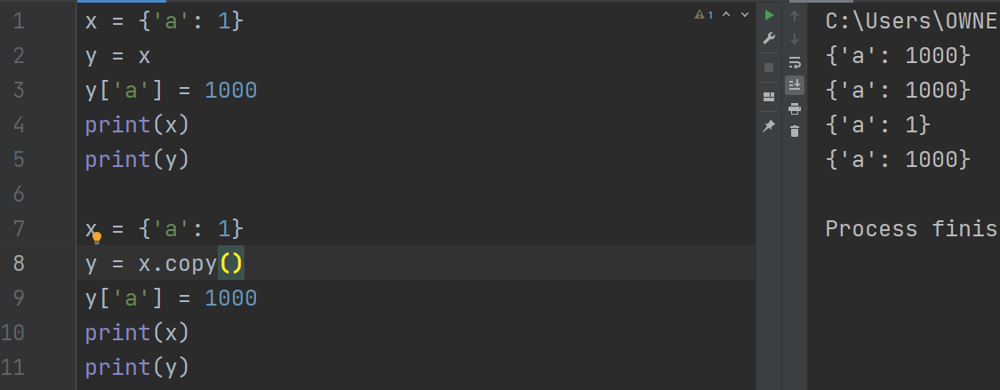 1 x = {'a': 1}
2 y = x
3 y['a'] = 1000
4 print(x)
5 print(y)
6
7 x = {'a': 1}
8 y = x.copy()
9 y['a'] = 1000
10 print(x)
11 print(y)
1
C:\Users\OWNE
{'a': 1000}
{'a': 1000}
{'a': 1}
{'a': 1000}
Process finis